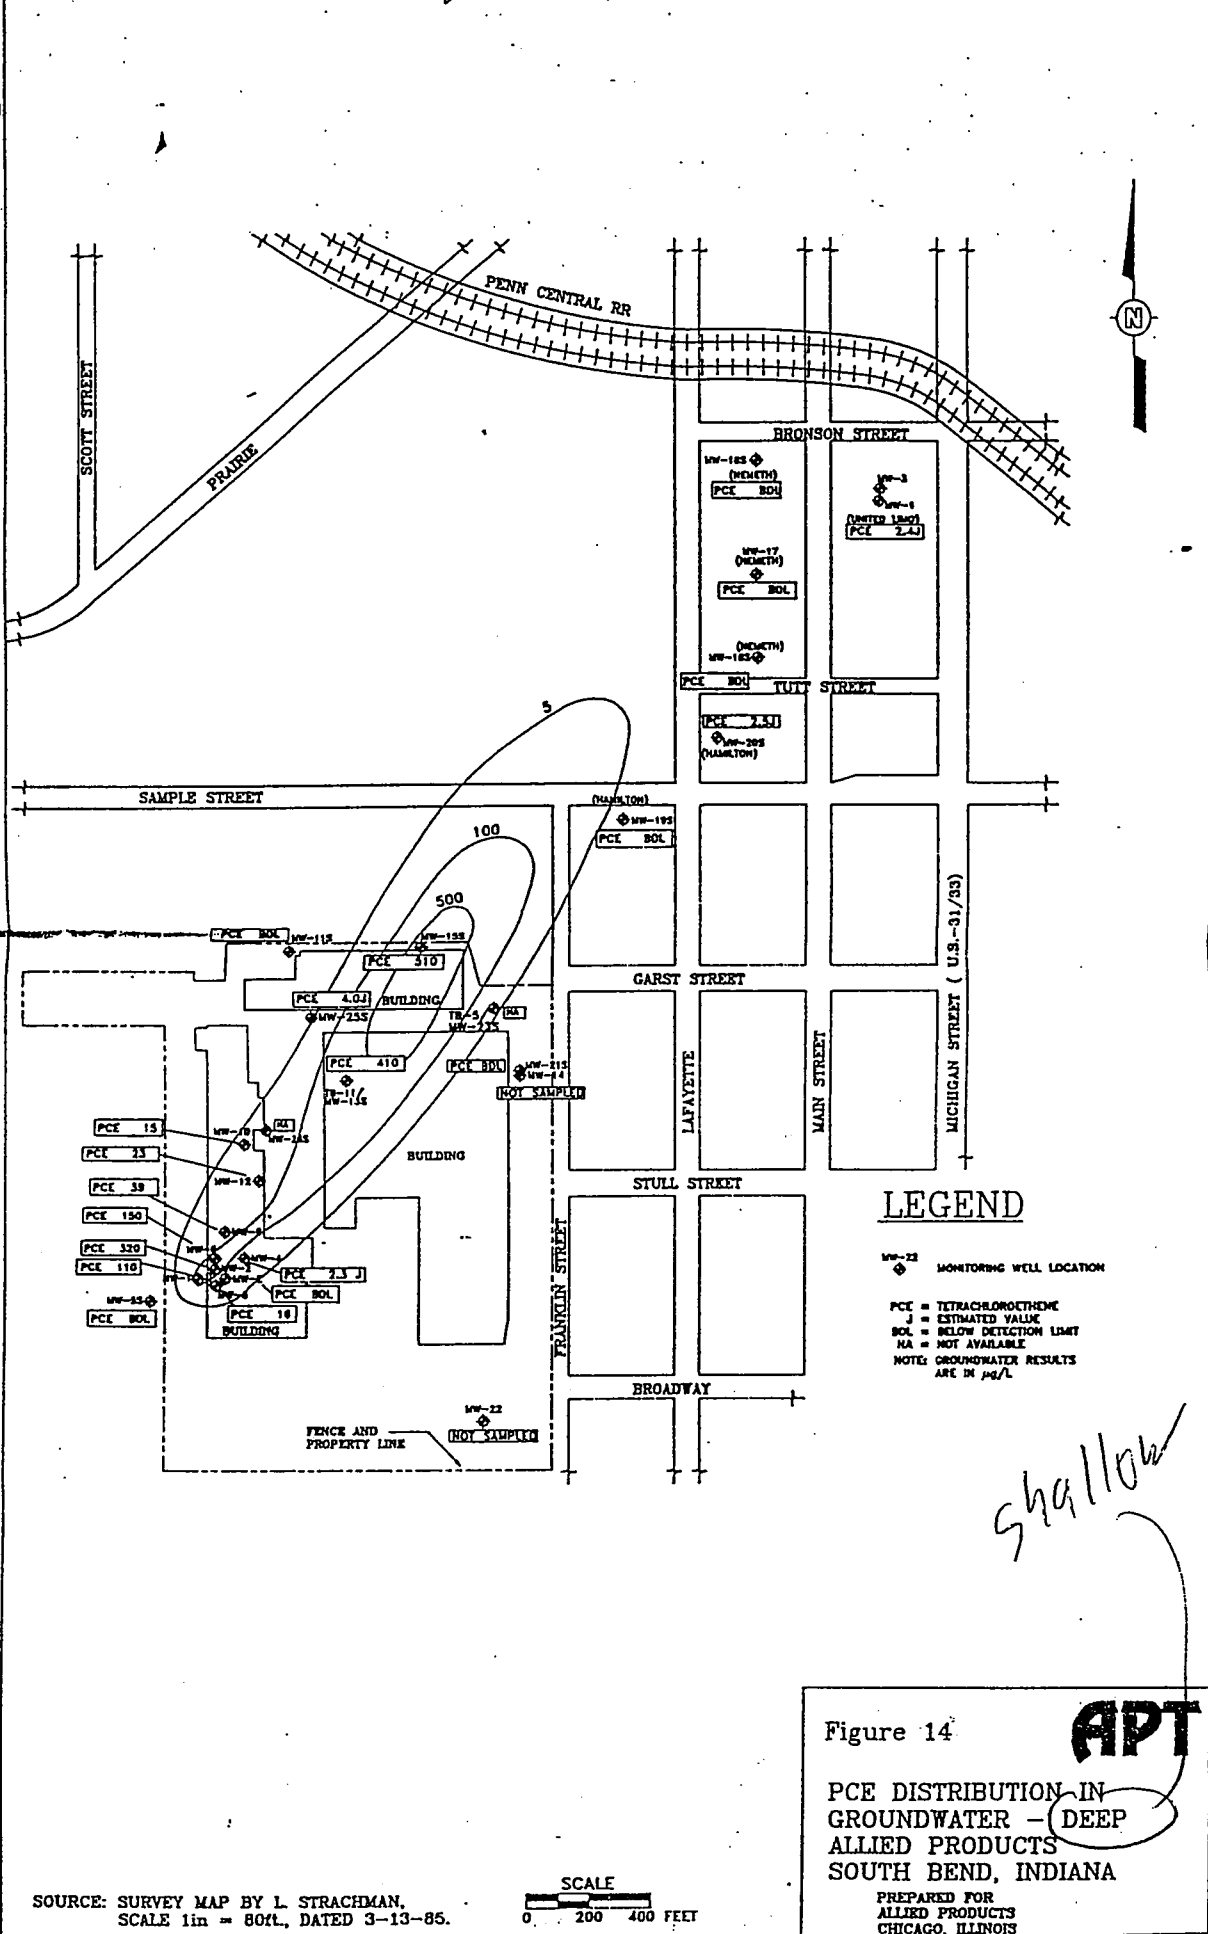 PENN CENTRAL RR
N
SCOTT STREET
PRAIRIE
BRONSON STREET
MW-18S
(NEMETH)
PCE BDL
MW-3
MW-1
(UNITED LIMO)
PCE 2.4J
MW-17
(NEMETH)
PCE BDL
(NEMETH)
MW-16S
PCE BDL
TUTT STREET
5
PCE 2.5J
MW-20S
(HAMILTON)
SAMPLE STREET
(HAMILTON)
MW-19S
PCE BDL
100
500
PCE BDL
MW-11S
MW-15S
PCE 510
GARST STREET
PCE 4.0J
BUILDING
MW-25S
TB-5
MW-23S
NA
PCE 410
PCE BDL
MW-21S
MW-14
NOT SAMPLED
TB-11/
MW-13S
LAFAYETTE
MAIN STREET
MICHIGAN STREET ( U.S.-31/33)
PCE 15
MW-10
NA
MW-24S
PCE 23
MW-12
BUILDING
PCE 39
STULL STREET
PCE 150
PCE 320
PCE 110
PCE 2.3 J
PCE BDL
PCE 16
PCE BDL
BUILDING
FRANKLIN STREET
BROADWAY
MW-22
NOT SAMPLED
FENCE AND
PROPERTY LINE
LEGEND
MW-22
MONITORING WELL LOCATION
PCE = TETRACHLOROETHENE
J = ESTIMATED VALUE
BDL = BELOW DETECTION LIMIT
NA = NOT AVAILABLE
NOTE: GROUNDWATER RESULTS
ARE IN µg/L
shallow
Figure 14
APT
PCE DISTRIBUTION IN
GROUNDWATER - DEEP
ALLIED PRODUCTS
SOUTH BEND, INDIANA
PREPARED FOR
ALLIED PRODUCTS
CHICAGO, ILLINOIS
SCALE
0 200 400 FEET
SOURCE: SURVEY MAP BY L. STRACHMAN,
SCALE 1in = 80ft., DATED 3-13-85.